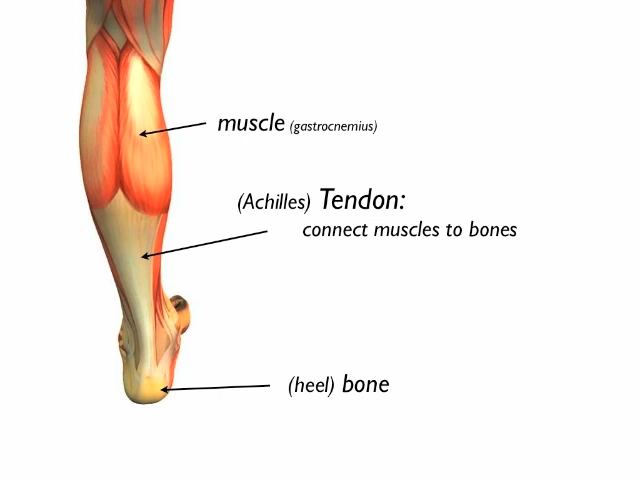 muscle (gastrocnemius)
(Achilles) Tendon:
connect muscles to bones
(heel) bone